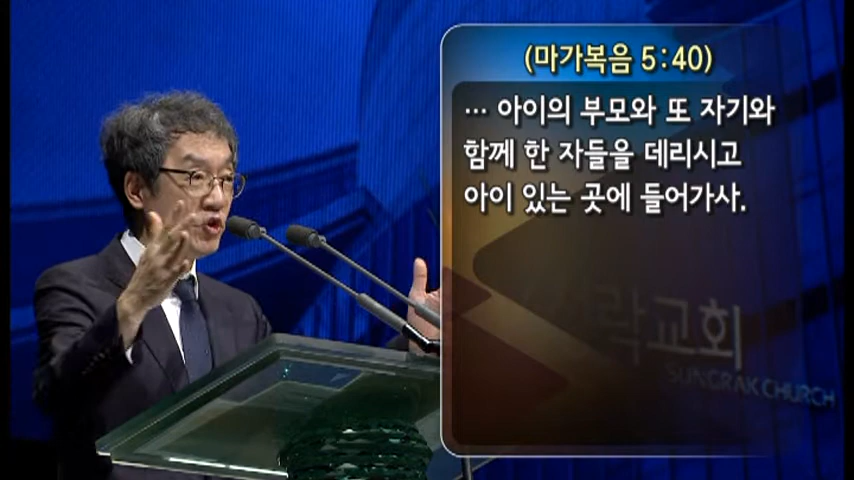 (마가복음 5:40)
… 아이의 부모와 또 자기와
함께 한 자들을 데리시고
아이 있는 곳에 들어가사.
락교회
SUNGRAK CHURCH